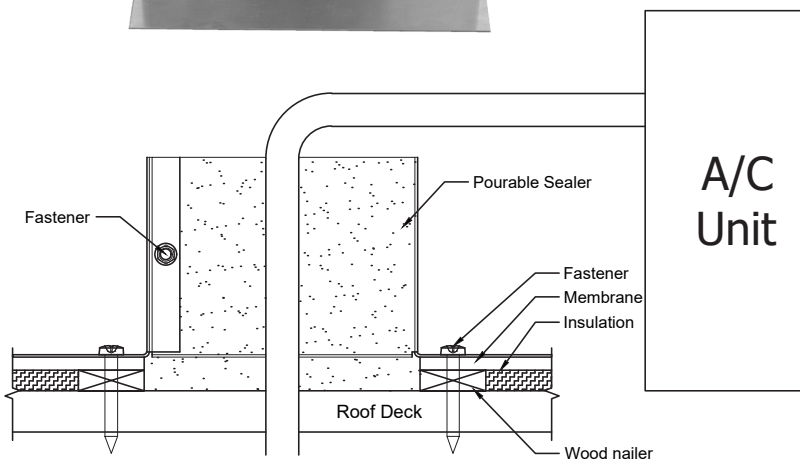 A/C
Unit
Pourable Sealer
Fastener
Fastener
Membrane
Insulation
Roof Deck
Wood nailer